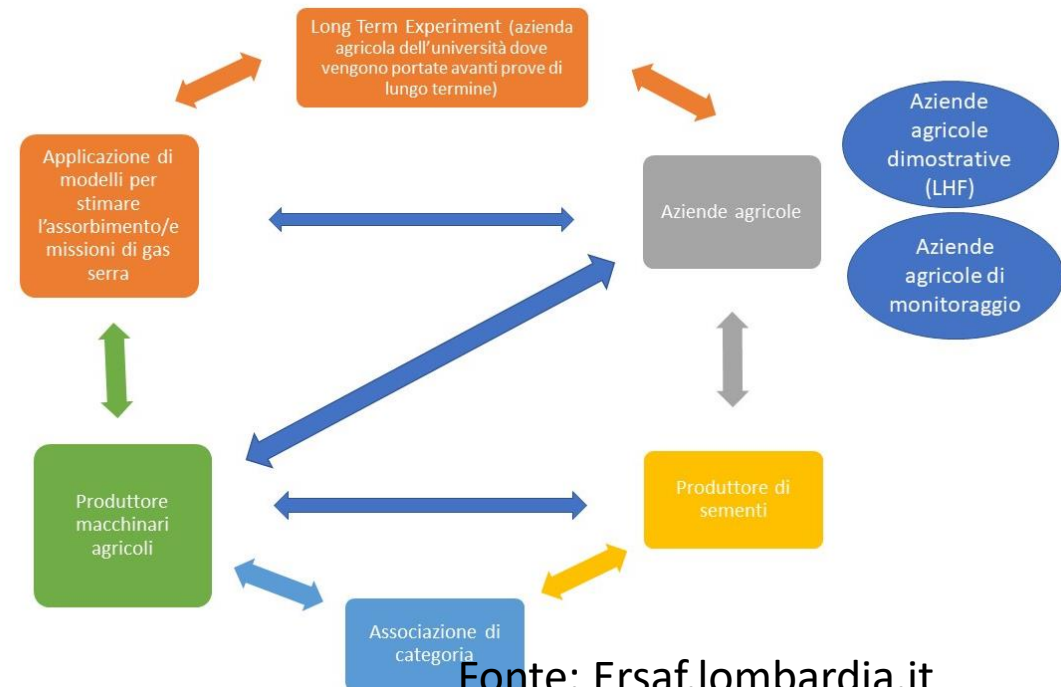 Long Term Experiment (azienda
agricola dell'università dove
vengono portate avanti prove di
lungo termine)
Aziende
agricole
dimostrative
(LHF)
Applicazione di
modelli per
stimare
l'assorbimento/e
missioni di gas
serra
Aziende agricole
Aziende
agricole di
monitoraggio
Produttore
macchinari
agricoli
Produttore di
sementi
Associazione di
categoria
Fonte: Ersaf.lombardia.it